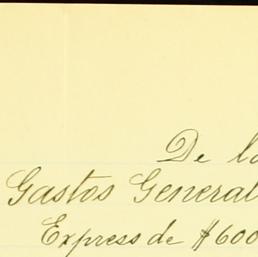 De la
Gastos General
Express de $600